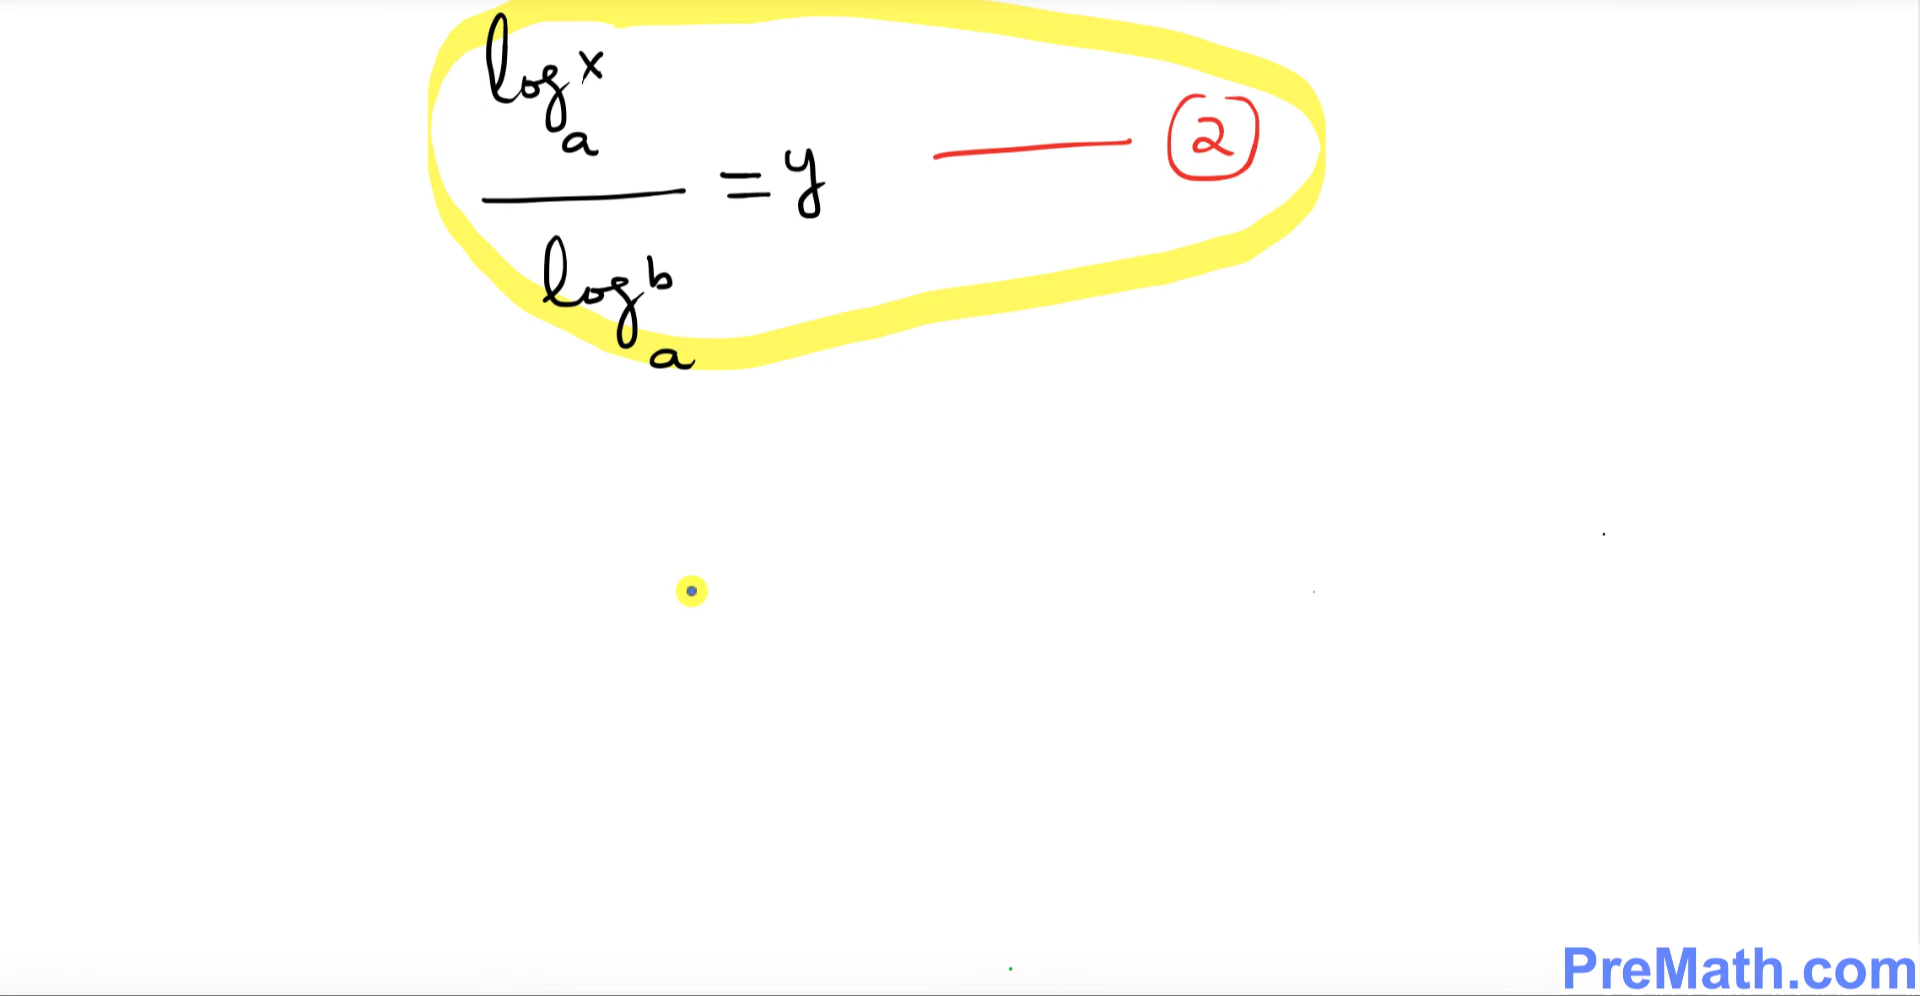 log_a^x
= y —— ②
log_a^b
PreMath.com